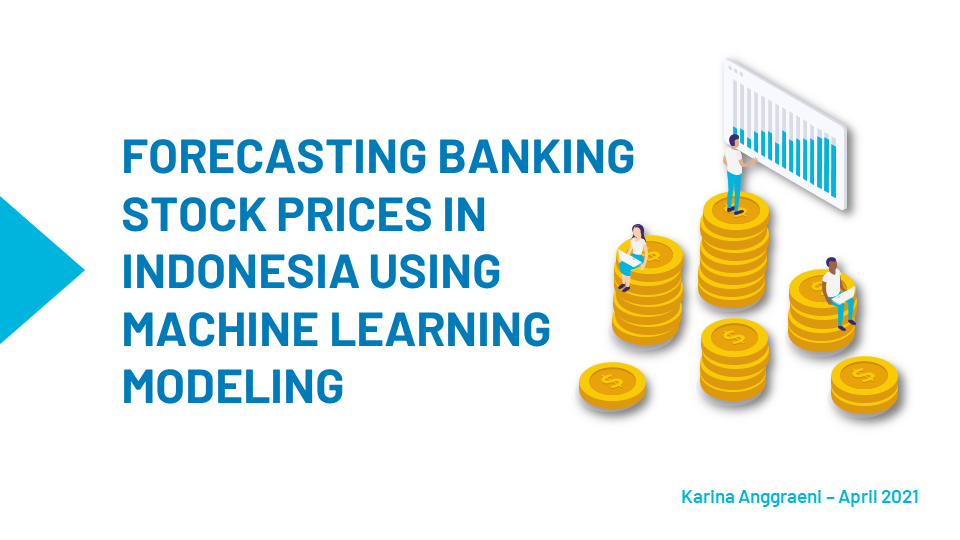 FORECASTING BANKING
STOCK PRICES IN
INDONESIA USING
MACHINE LEARNING
MODELING
Karina Anggraeni – April 2021